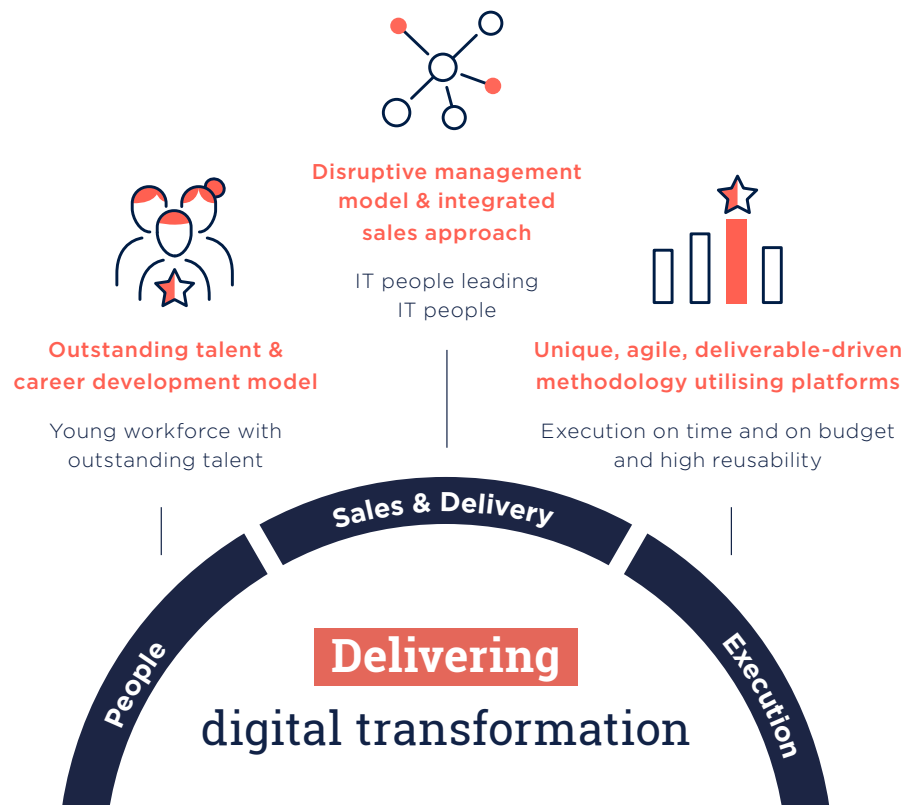 Disruptive management
model & integrated
sales approach
IT people leading
IT people
Outstanding talent &
career development model
Young workforce with
outstanding talent
Unique, agile, deliverable-driven
methodology utilising platforms
Execution on time and on budget
and high reusability
People
Sales & Delivery
Execution
Delivering
digital transformation